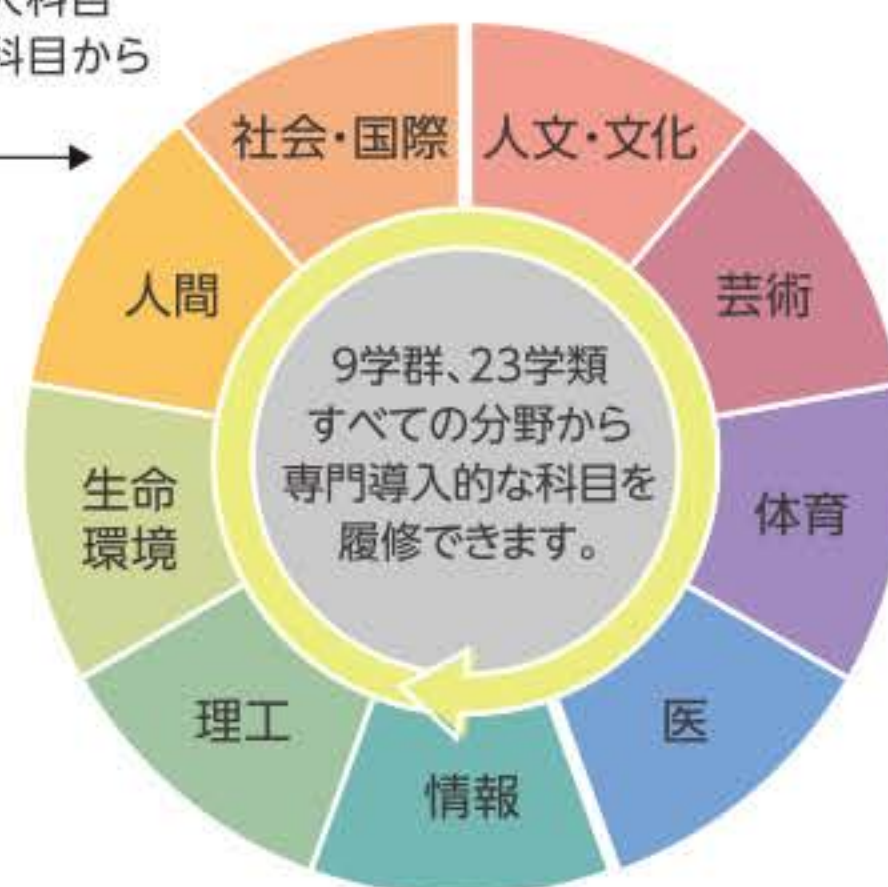 科目から
社会・国際
人文・文化
芸術
体育
医
情報
理工
生命
環境
人間
9学群、23学類
すべての分野から
専門導入的な科目を
履修できます。